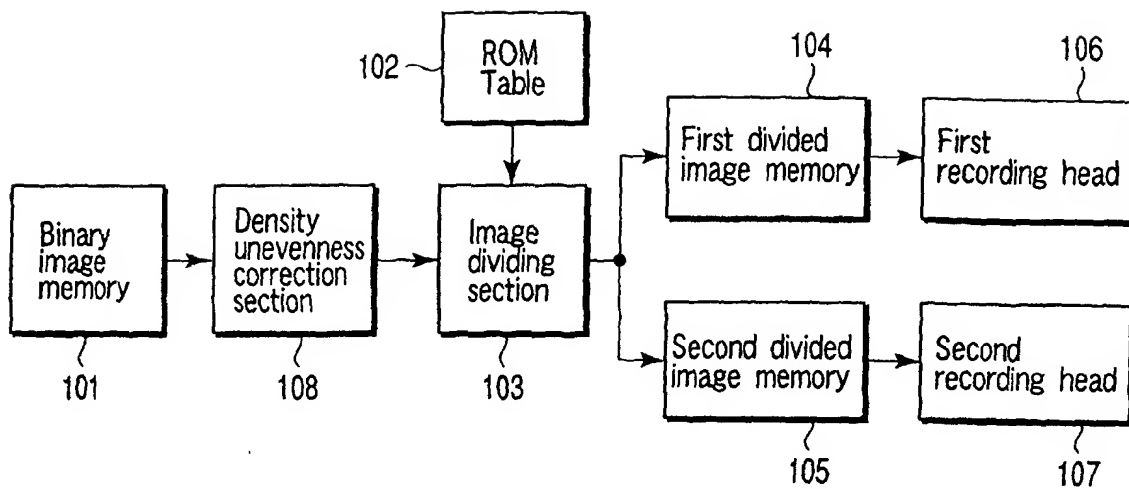 102
ROM
Table
104
106
First divided
image memory
First
recording head
Binary
image
memory
Density
unevenness
correction
section
Image
dividing
section
101
108
103
Second divided
image memory
Second
recording head
105
107